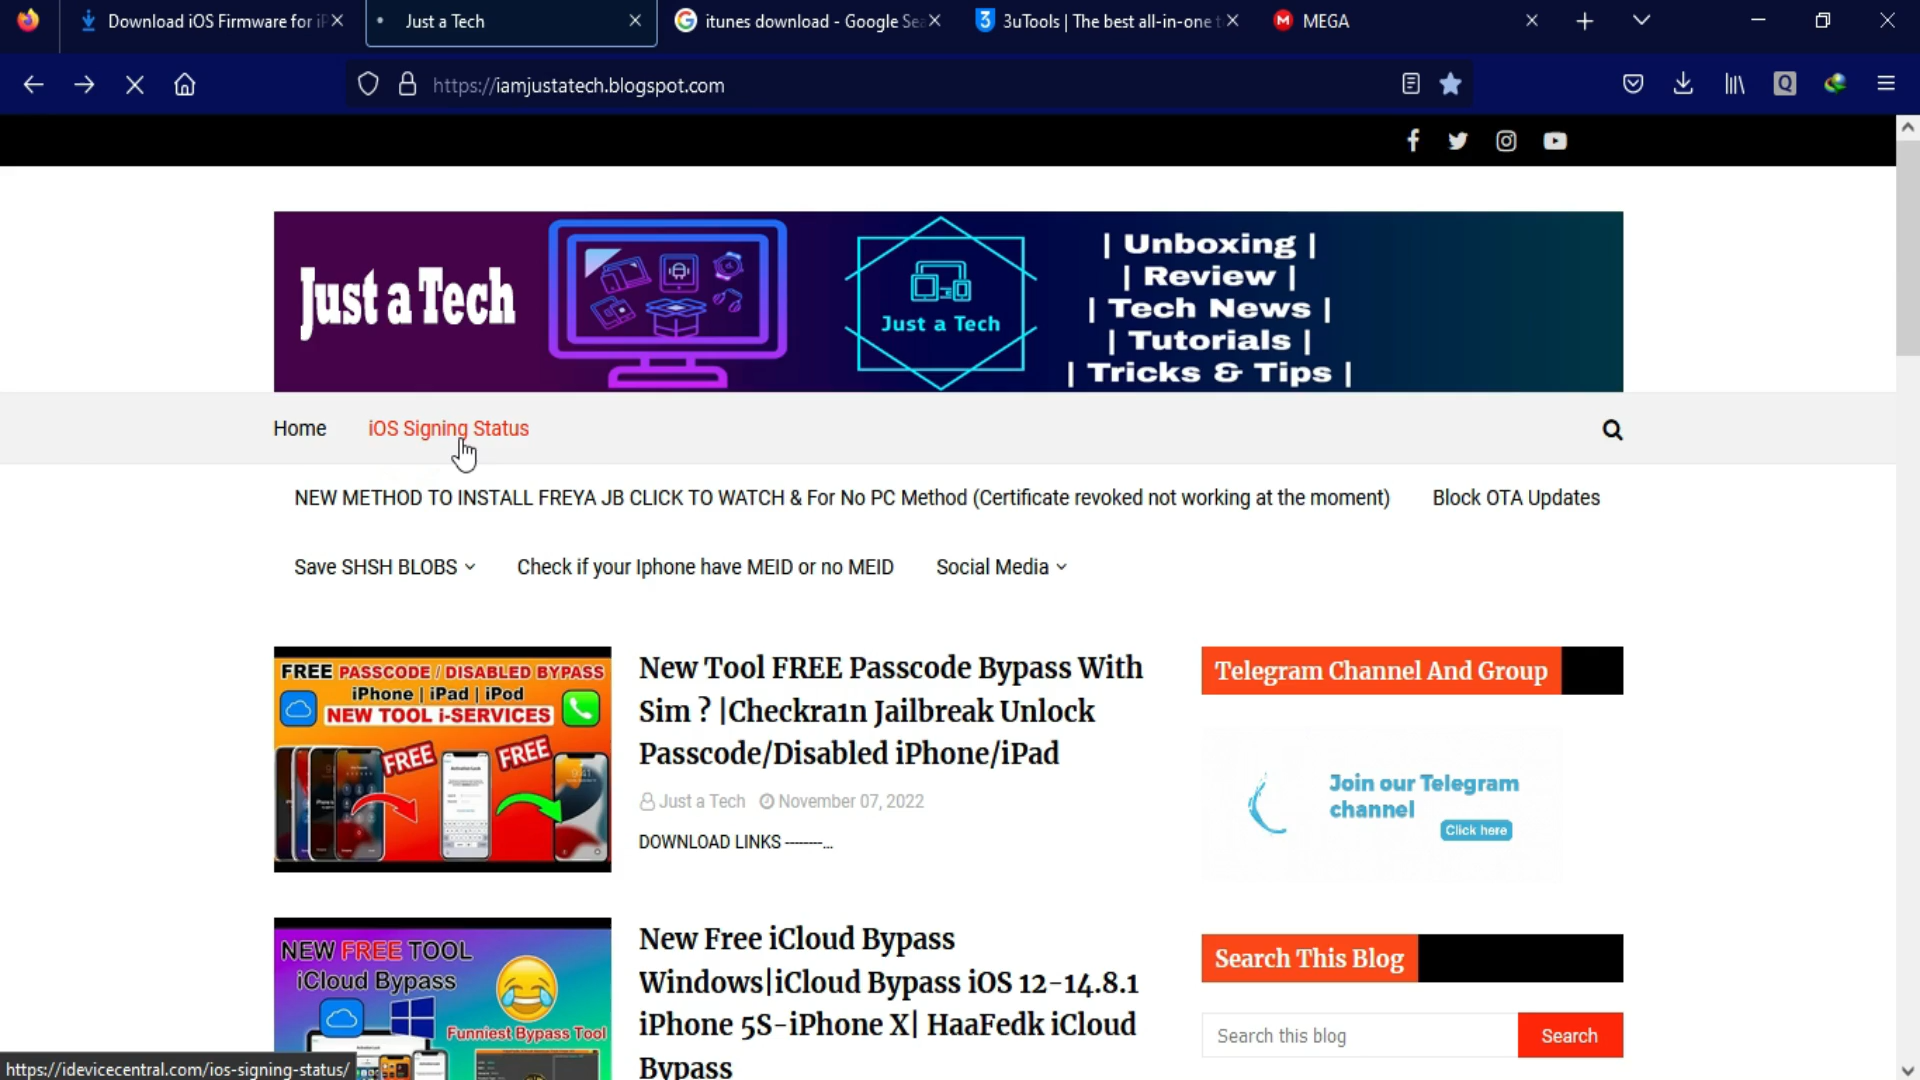 Download iOS Firmware for iP
Just a Tech
itunes download - Google Sea
3uTools | The best all-in-one t
MEGA
https://iamjustatech.blogspot.com
Just a Tech
Just a Tech
| Unboxing |
| Review |
| Tech News |
| Tutorials |
| Tricks & Tips |
Home
iOS Signing Status
NEW METHOD TO INSTALL FREYA JB CLICK TO WATCH & For No PC Method (Certificate revoked not working at the moment)
Block OTA Updates
Save SHSH BLOBS
Check if your Iphone have MEID or no MEID
Social Media
FREE PASSCODE / DISABLED BYPASS
iPhone | iPad | iPod
NEW TOOL i-SERVICES
FREE
FREE
New Tool FREE Passcode Bypass With
Sim ? |Checkra1n Jailbreak Unlock
Passcode/Disabled iPhone/iPad
Just a Tech
November 07, 2022
DOWNLOAD LINKS --------...
Telegram Channel And Group
Join our Telegram
channel
Click here
NEW FREE TOOL
iCloud Bypass
Funniest Bypass Tool
New Free iCloud Bypass
Windows|iCloud Bypass iOS 12-14.8.1
iPhone 5S-iPhone X| HaaFedk iCloud
Bypass
Search This Blog
Search this blog
Search
https://idevicecentral.com/ios-signing-status/